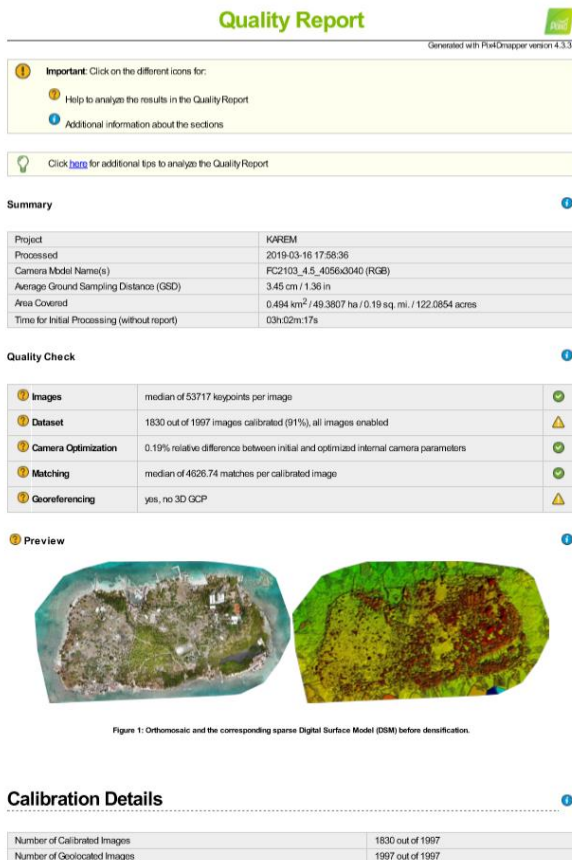 Quality Report
Generated with Pix4Dmapper version 4.3.3
Important: Click on the different icons for:
Help to analyze the results in the Quality Report
Additional information about the sections
Click here for additional tips to analyze the Quality Report
Summary
Project KAREM
Processed 2019-03-16 17:58:36
Camera Model Name(s) FC2103_4.5_4056x3040 (RGB)
Average Ground Sampling Distance (GSD) 3.45 cm / 1.36 in
Area Covered 0.494 km2 / 49.3807 ha / 0.19 sq. mi. / 122.0854 acres
Time for Initial Processing (without report) 03h:02m:17s
Quality Check
Images median of 53717 keypoints per image
Dataset 1830 out of 1997 images calibrated (91%), all images enabled
Camera Optimization 0.19% relative difference between initial and optimized internal camera parameters
Matching median of 4626.74 matches per calibrated image
Georeferencing yes, no 3D GCP
Preview
Figure 1: Orthomosaic and the corresponding sparse Digital Surface Model (DSM) before densification.
Calibration Details
Number of Calibrated Images 1830 out of 1997
Number of Geolocated Images 1997 out of 1997